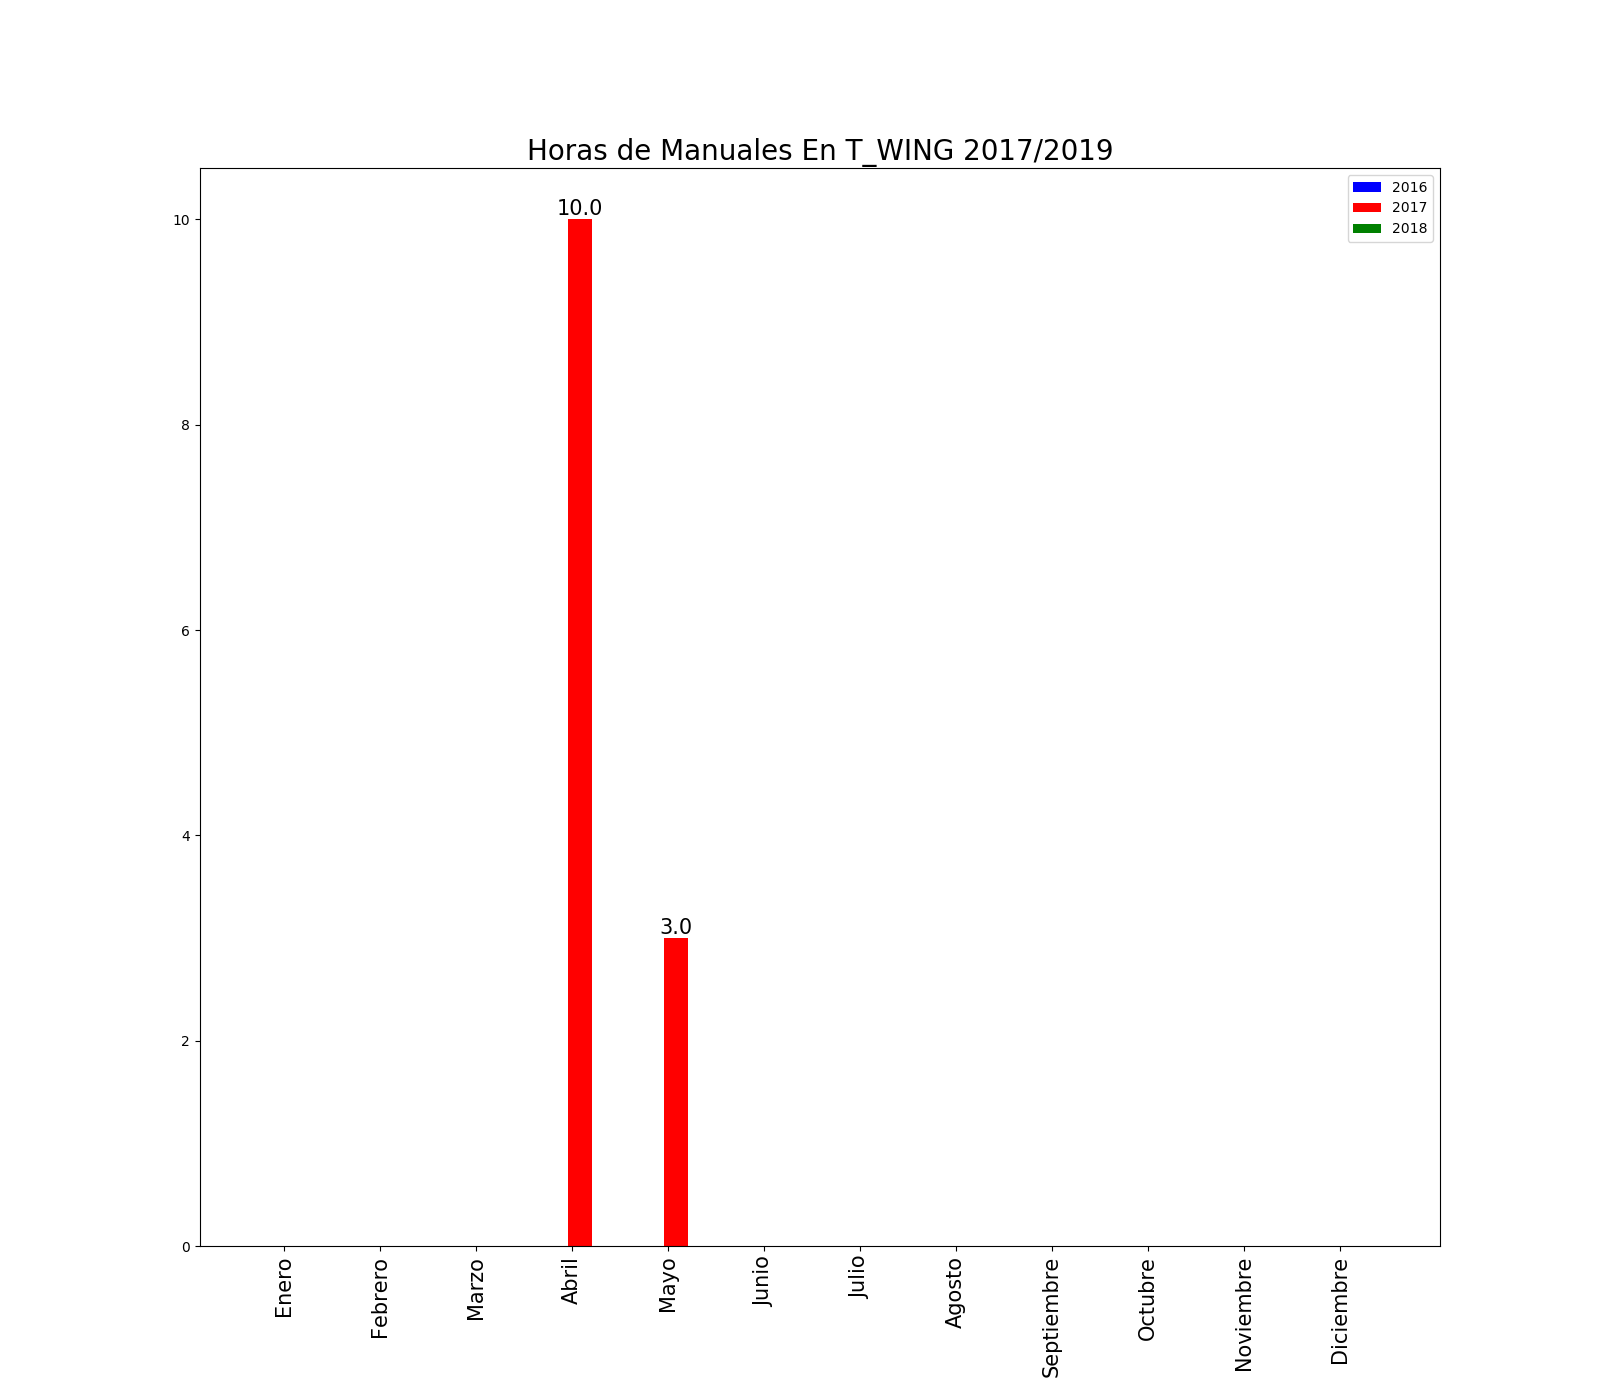 Horas de Manuales En T_WING 2017/2019
2016
2017
2018
10.0
3.0
10
8
6
4
2
0
Enero
Febrero
Marzo
Abril
Mayo
Junio
Julio
Agosto
Septiembre
Octubre
Noviembre
Diciembre